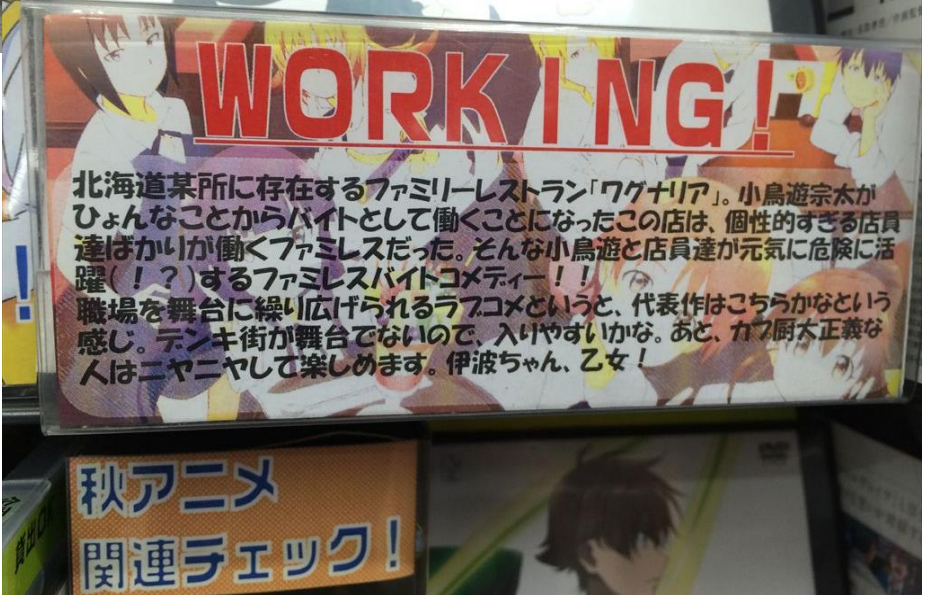 WORKING!
北海道某所に存在するファミリーレストラン「ワグナリア」。小鳥遊宗太が
ひょんなことからバイトとして働くことになったこの店は、個性的すぎる店員
達ばかりが働くファミレスだった。そんな小鳥遊と店員達が元気に危険に活
躍(！?)するファミレスバイトコメディー！！
職場を舞台に繰り広げられるラブコメというと、代表作はこちらかなという
感じ。デンキ街が舞台でないので、入りやすいかな。あと、カプ厨大正義な
人はニヤニヤして楽しめます。伊波ちゃん、乙女！
秋アニメ
関連チェック！
貸出
DVD